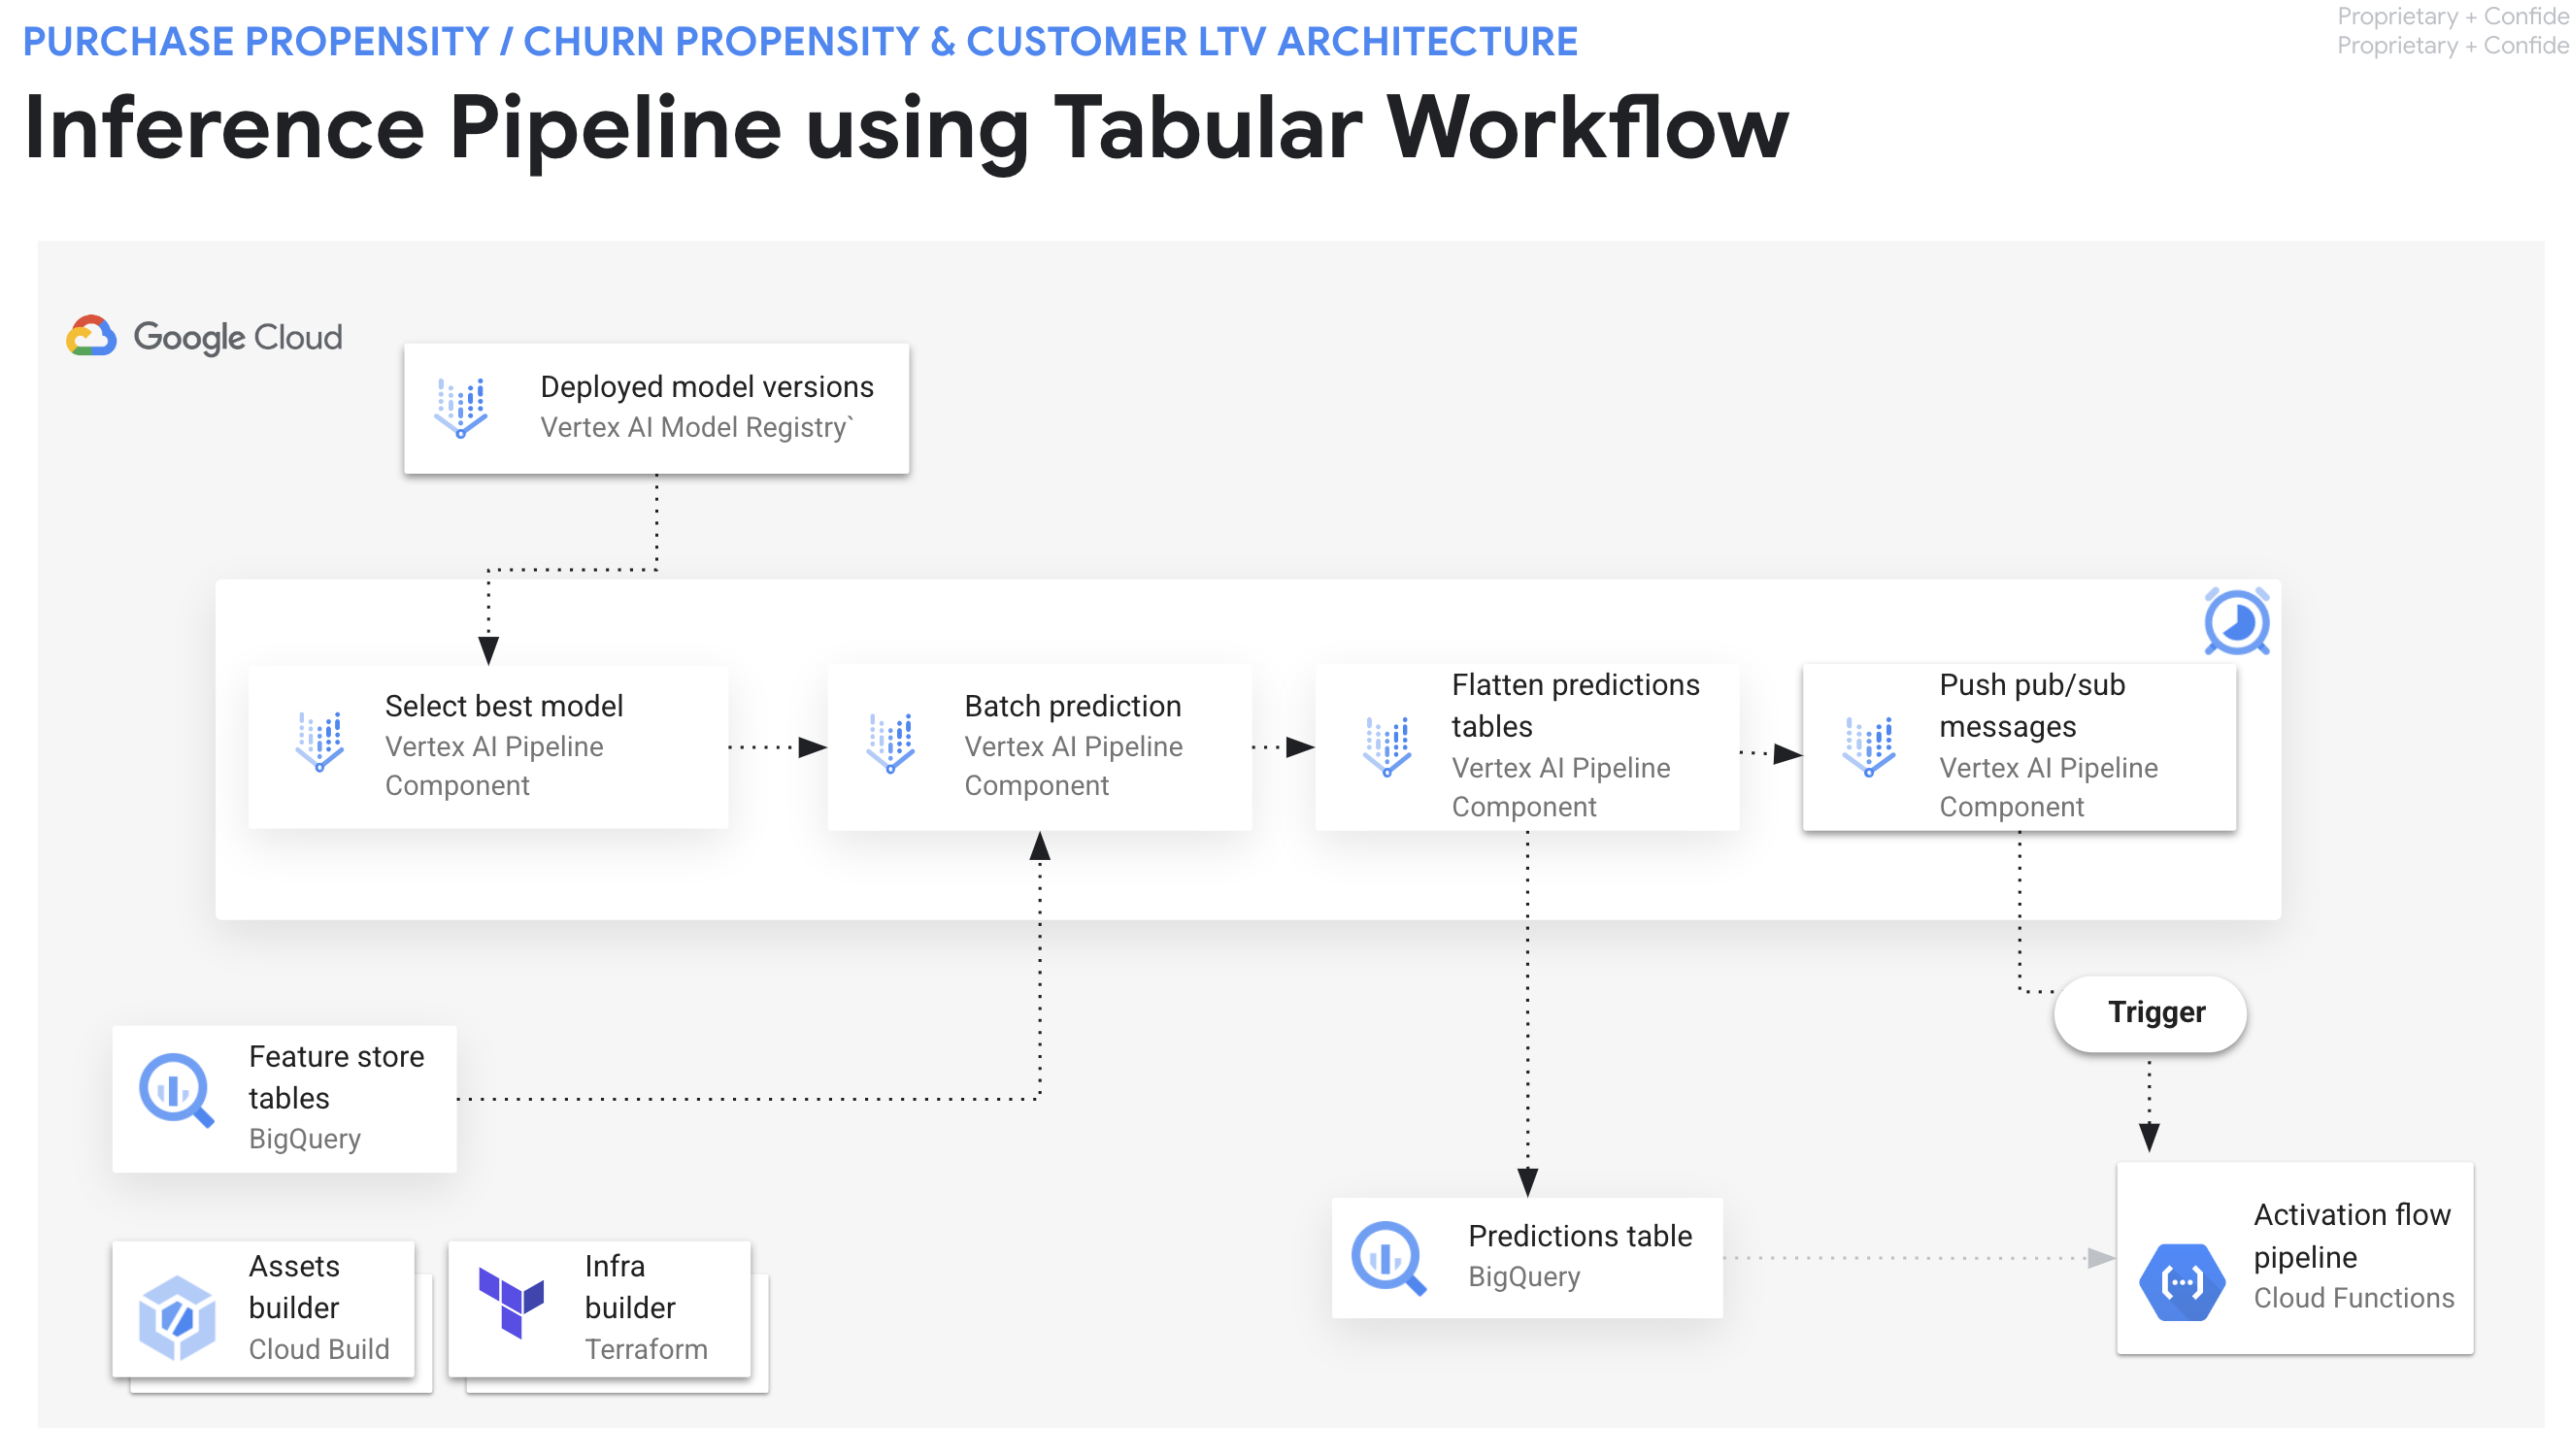 PURCHASE PROPENSITY / CHURN PROPENSITY & CUSTOMER LTV ARCHITECTURE
Proprietary + Confide
Proprietary + Confide
Inference Pipeline using Tabular Workflow
Google Cloud
Deployed model versions
Vertex AI Model Registry`
Select best model
Vertex AI Pipeline
Component
Batch prediction
Vertex AI Pipeline
Component
Flatten predictions
tables
Vertex AI Pipeline
Component
Push pub/sub
messages
Vertex AI Pipeline
Component
Trigger
Feature store
tables
BigQuery
Predictions table
BigQuery
Activation flow
pipeline
Cloud Functions
Assets
builder
Cloud Build
Infra
builder
Terraform